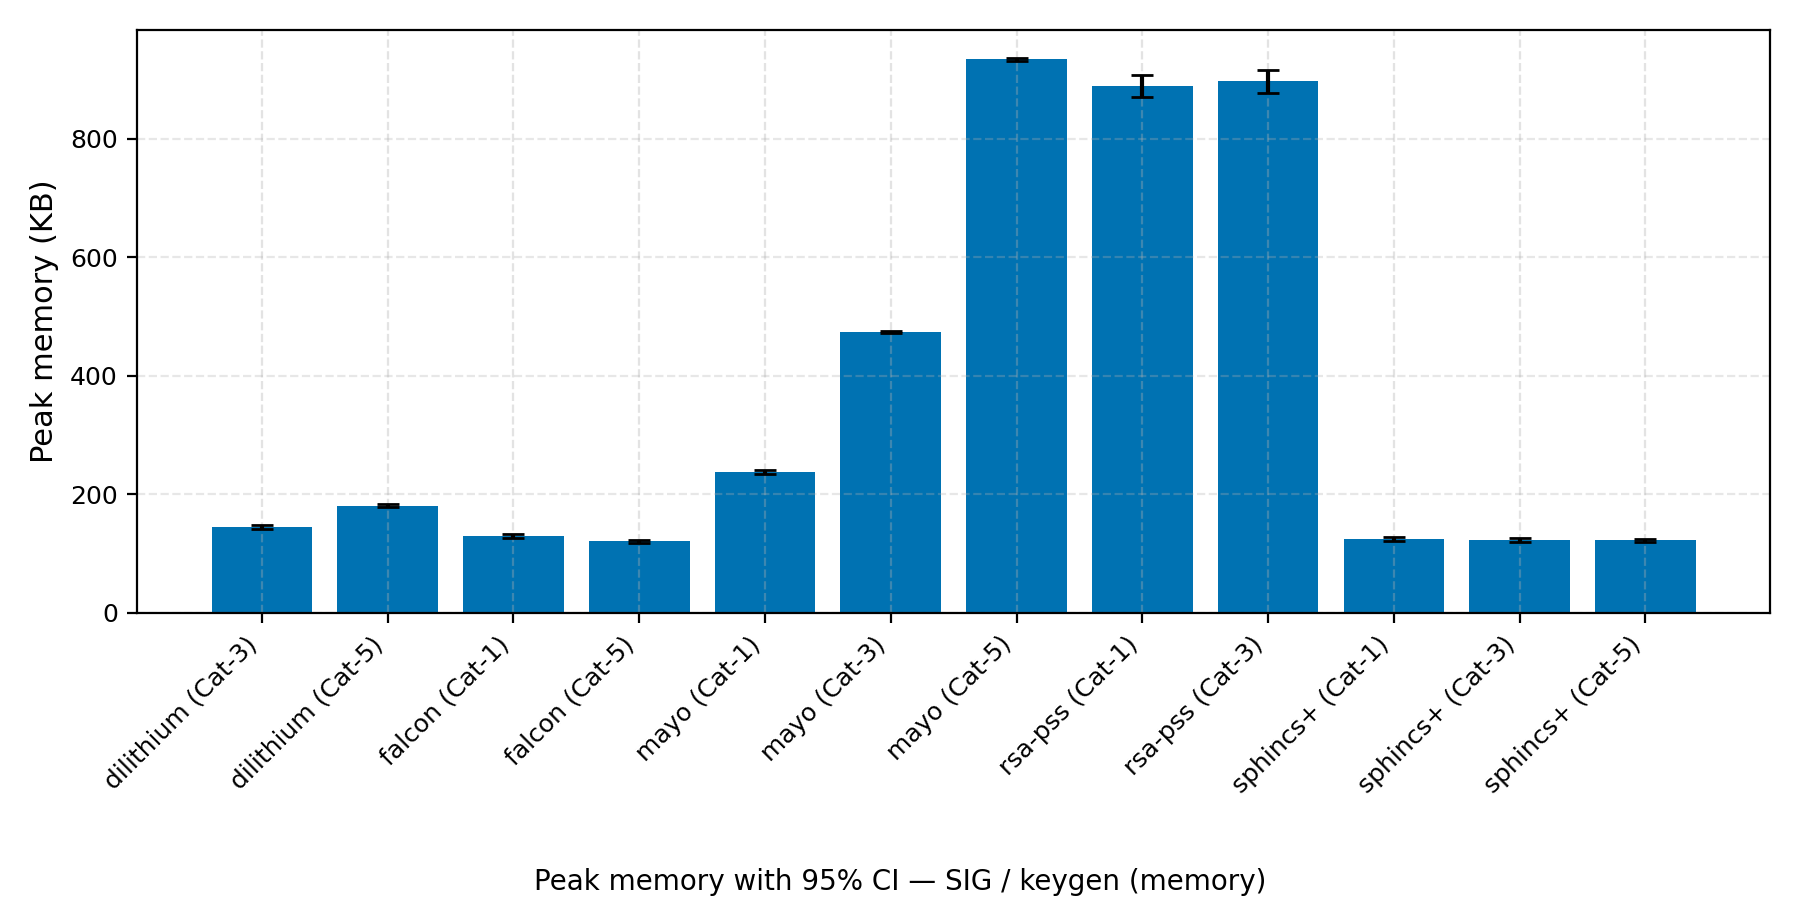 Peak memory (KB)
800
600
400
200
0
dilithium (Cat-3)
dilithium (Cat-5)
falcon (Cat-1)
falcon (Cat-5)
mayo (Cat-1)
mayo (Cat-3)
mayo (Cat-5)
rsa-pss (Cat-1)
rsa-pss (Cat-3)
sphincs+ (Cat-1)
sphincs+ (Cat-3)
sphincs+ (Cat-5)
Peak memory with 95% CI — SIG / keygen (memory)